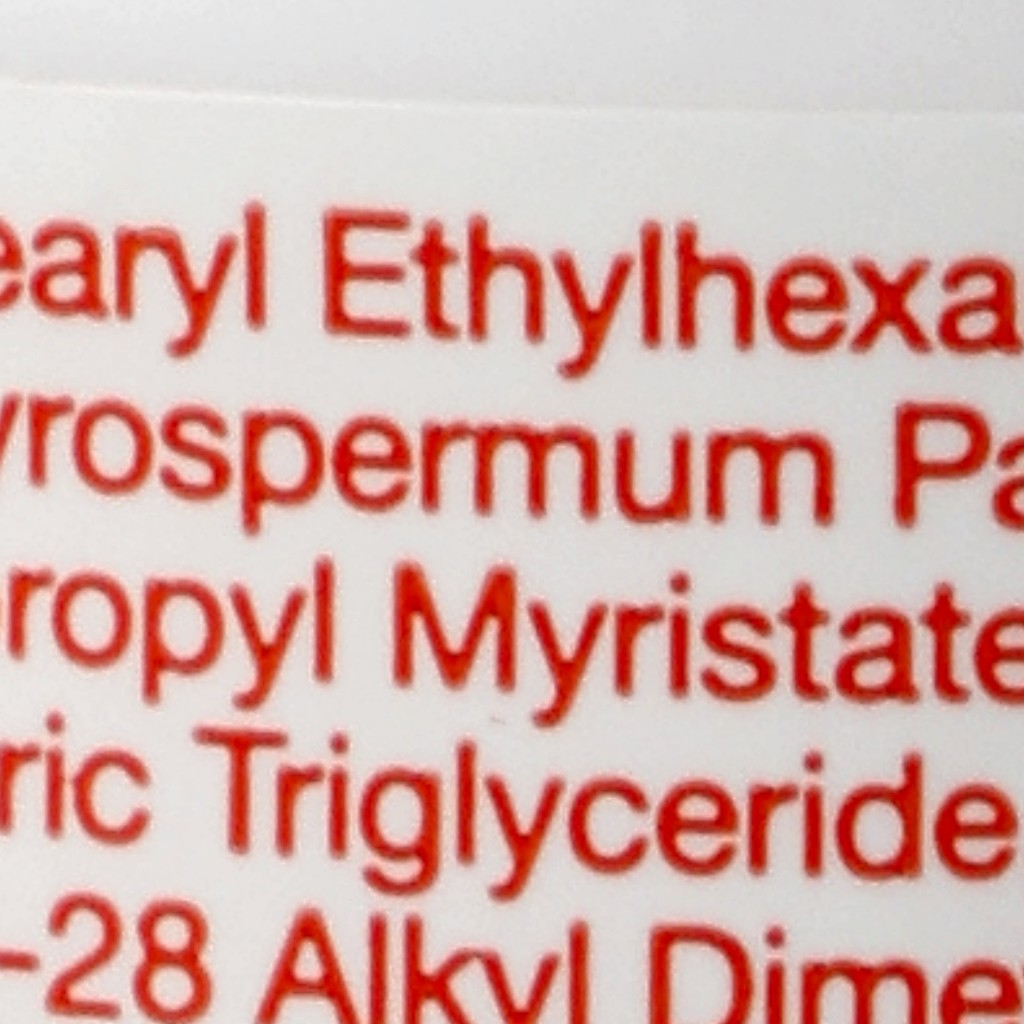 earyl Ethylhexa
yrospermum Pa
ropyl Myristate
ric Triglyceride
-28 Alkyl Dime